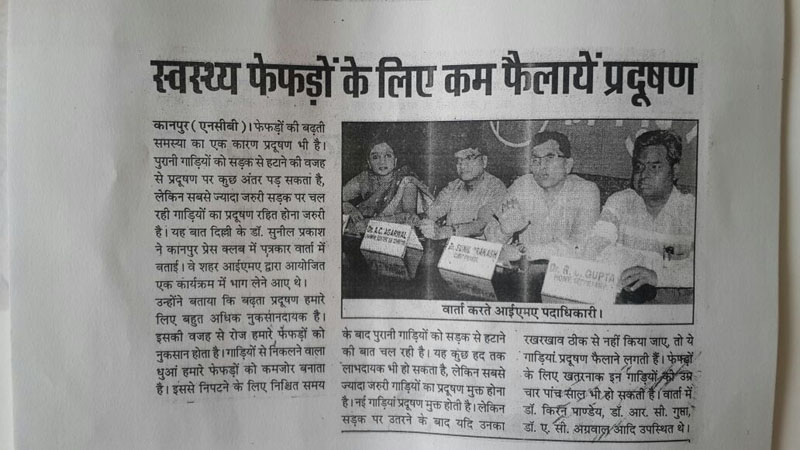 स्वस्थ्य फेफड़ों के लिए कम फैलायें प्रदूषण
कानपुर (एनसीबी)। फेफड़ों की बढ़ती
समस्या का एक कारण प्रदूषण भी है।
पुरानी गाड़ियों को सड़क से हटाने की वजह
से प्रदूषण पर कुछ अंतर पड़ सकता है,
लेकिन सबसे ज्यादा जरुरी सड़क पर चल
रही गाड़ियों का प्रदूषण रहित होना जरुरी
है। यह बात दिल्ली के डॉ. सुनील प्रकाश
ने कानपुर प्रेस क्लब में पत्रकार वार्ता में
बताई। वे शहर आईएमए द्वारा आयोजित
एक कार्यक्रम में भाग लेने आए थे।
उन्होंने बताया कि बढ़ता प्रदूषण हमारे
लिए बहुत अधिक नुकसानदायक है।
इसकी वजह से रोज हमारे फेफड़ों को
नुकसान होता है। गाड़ियों से निकलने वाला
धुआं हमारे फेफड़ों को कमजोर बनाता
है। इससे निपटने के लिए निश्चित समय
Dr. A.C. AGARWAL
Dr. SUNIL PRAKASH
Dr. R. C. GUPTA
वार्ता करते आईएमए पदाधिकारी।
के बाद पुरानी गाड़ियों को सड़क से हटाने
की बात चल रही है। यह कुछ हद तक
लाभदायक भी हो सकता है, लेकिन सबसे
ज्यादा जरुरी गाड़ियों का प्रदूषण मुक्त होना
है। नई गाड़ियां प्रदूषण मुक्त होती है। लेकिन
सड़क पर उतरने के बाद यदि उनका
रखरखाव ठीक से नहीं किया जाए, तो ये
गाड़ियां प्रदूषण फैलाने लगती हैं। फेफड़ों
के लिए खतरनाक इन गाड़ियों की उम्र
चार पांच साल भी हो सकती है। वार्ता में
डॉ. किरन पाण्डेय, डॉ. आर. सी. गुप्ता,
डॉ. ए. सी. अग्रवाल आदि उपस्थित थे।